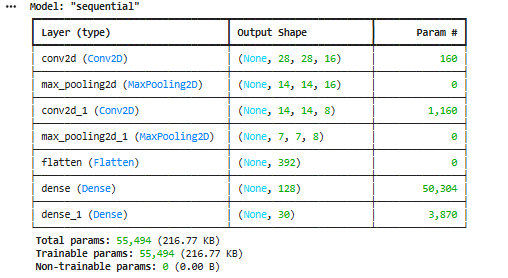 Model: "sequential"
Layer (type) Output Shape Param #
conv2d (Conv2D) (None, 28, 28, 16) 160
max_pooling2d (MaxPooling2D) (None, 14, 14, 16) 0
conv2d_1 (Conv2D) (None, 14, 14, 8) 1,160
max_pooling2d_1 (MaxPooling2D) (None, 7, 7, 8) 0
flatten (Flatten) (None, 392) 0
dense (Dense) (None, 128) 50,304
dense_1 (Dense) (None, 30) 3,870
Total params: 55,494 (216.77 KB)
Trainable params: 55,494 (216.77 KB)
Non-trainable params: 0 (0.00 B)